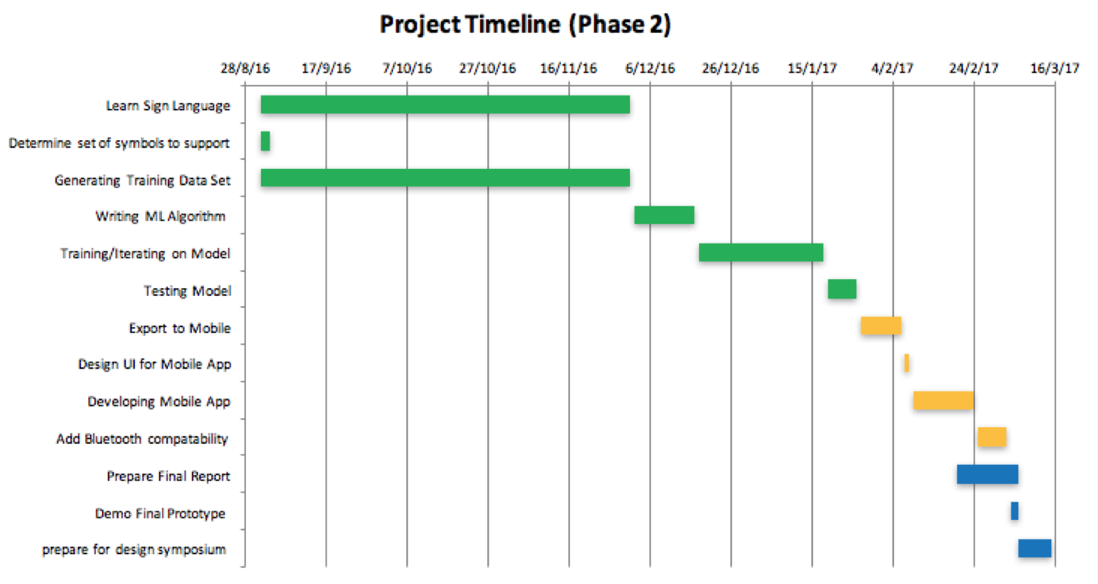 Project Timeline (Phase 2)
28/8/16 17/9/16 7/10/16 27/10/16 16/11/16 6/12/16 26/12/16 15/1/17 4/2/17 24/2/17 16/3/17
Learn Sign Language
Determine set of symbols to support
Generating Training Data Set
Writing ML Algorithm
Training/Iterating on Model
Testing Model
Export to Mobile
Design UI for Mobile App
Developing Mobile App
Add Bluetooth compatability
Prepare Final Report
Demo Final Prototype
prepare for design symposium